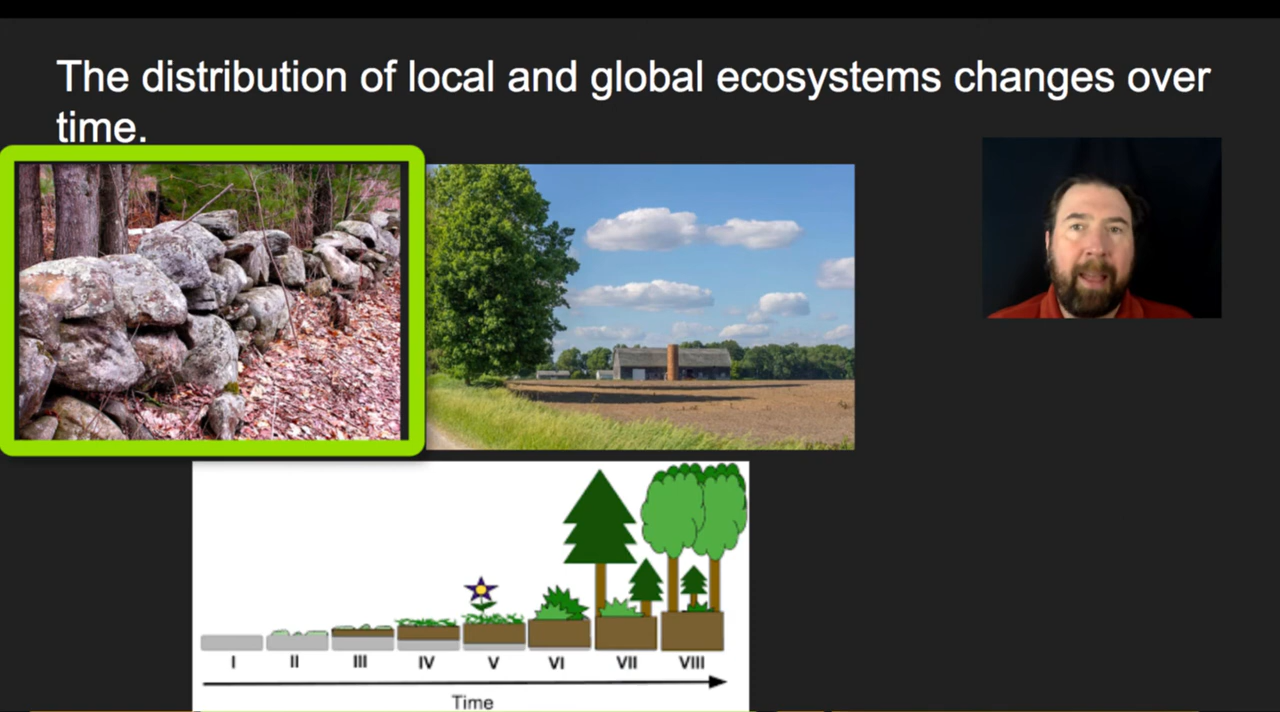 The distribution of local and global ecosystems changes over
time.
I II III IV V VI VII VIII
Time